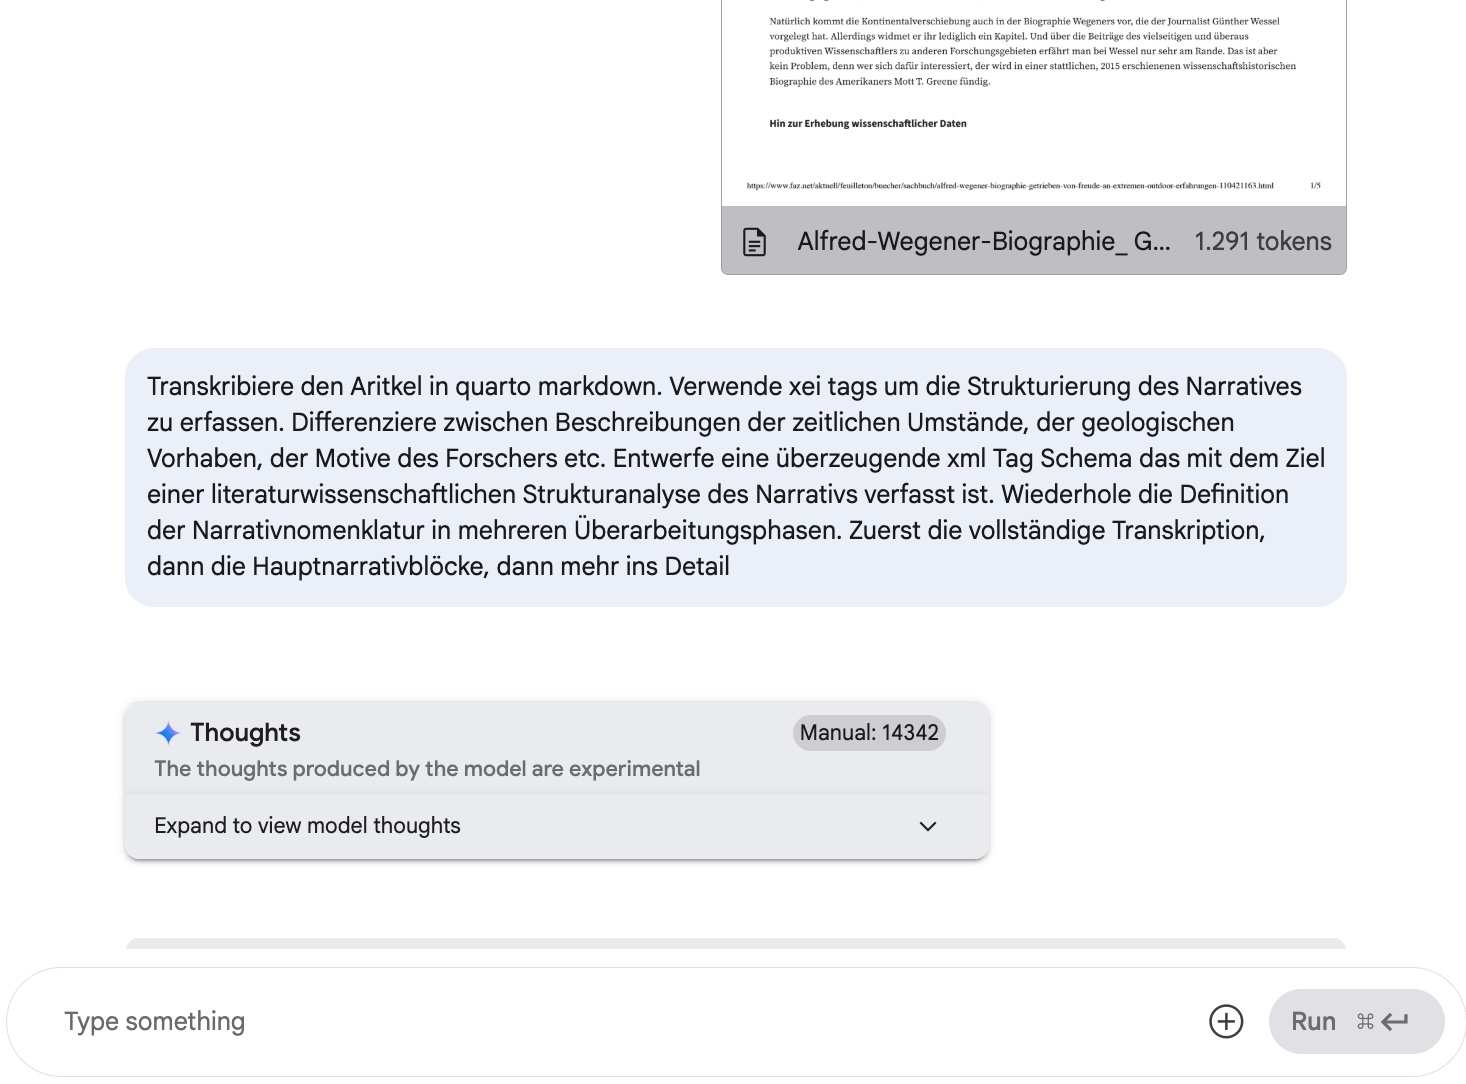 Natürlich kommt die Kontinentalverschiebung auch in der Biographie Wegeners vor, die der Journalist Günther Wessel
vorgelegt hat. Allerdings widmet er ihr lediglich ein Kapitel. Und über die Beiträge des vielseitigen und überaus
produktiven Wissenschaftlers zu anderen Forschungsgebieten erfährt man bei Wessel nur sehr am Rande. Das ist aber
kein Problem, denn wer sich dafür interessiert, der wird in einer stattlichen, 2015 erschienenen wissenschaftshistorischen
Biographie des Amerikaners Mott T. Greene fündig.
Hin zur Erhebung wissenschaftlicher Daten
https://www.faz.net/aktuell/feuilleton/buecher/sachbuch/alfred-wegener-biographie-getrieben-von-freude-an-extremen-outdoor-erfahrungen-110421163.html 1/5
Alfred-Wegener-Biographie_ G... 1.291 tokens
Transkribiere den Aritkel in quarto markdown. Verwende xei tags um die Strukturierung des Narratives
zu erfassen. Differenziere zwischen Beschreibungen der zeitlichen Umstände, der geologischen
Vorhaben, der Motive des Forschers etc. Entwerfe eine überzeugende xml Tag Schema das mit dem Ziel
einer literaturwissenschaftlichen Strukturanalyse des Narrativs verfasst ist. Wiederhole die Definition
der Narrativnomenklatur in mehreren Überarbeitungsphasen. Zuerst die vollständige Transkription,
dann die Hauptnarrativblöcke, dann mehr ins Detail
Thoughts Manual: 14342
The thoughts produced by the model are experimental
Expand to view model thoughts
Type something Run ⌘↵